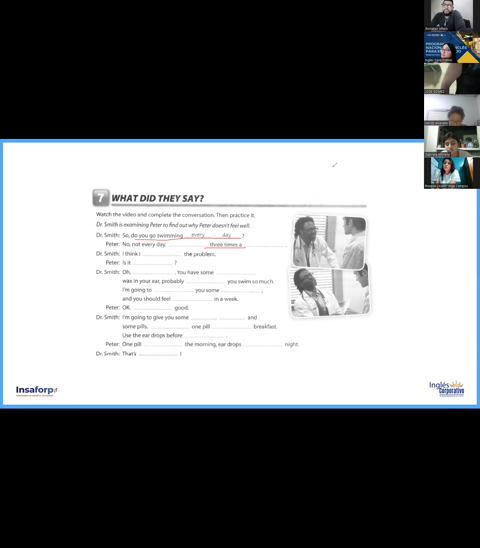 7 WHAT DID THEY SAY?
Watch the video and complete the conversation. Then practice it.
Dr. Smith is examining Peter to find out why Peter doesn't feel well.
Dr. Smith: So, do you go swimming every day ?
Peter: No, not every day. three times a
Dr. Smith: I think I the problem.
Peter: Is it ?
Dr. Smith: Oh, . You have some
wax in your ear, probably you swim so much.
I'm going to you some ,
and you should feel in a week.
Peter: OK. good.
Dr. Smith: I'm going to give you some and
some pills. one pill breakfast.
Use the ear drops before .
Peter: One pill the morning, ear drops night.
Dr. Smith: That's !
Insaforp
Inglés
Corporativo